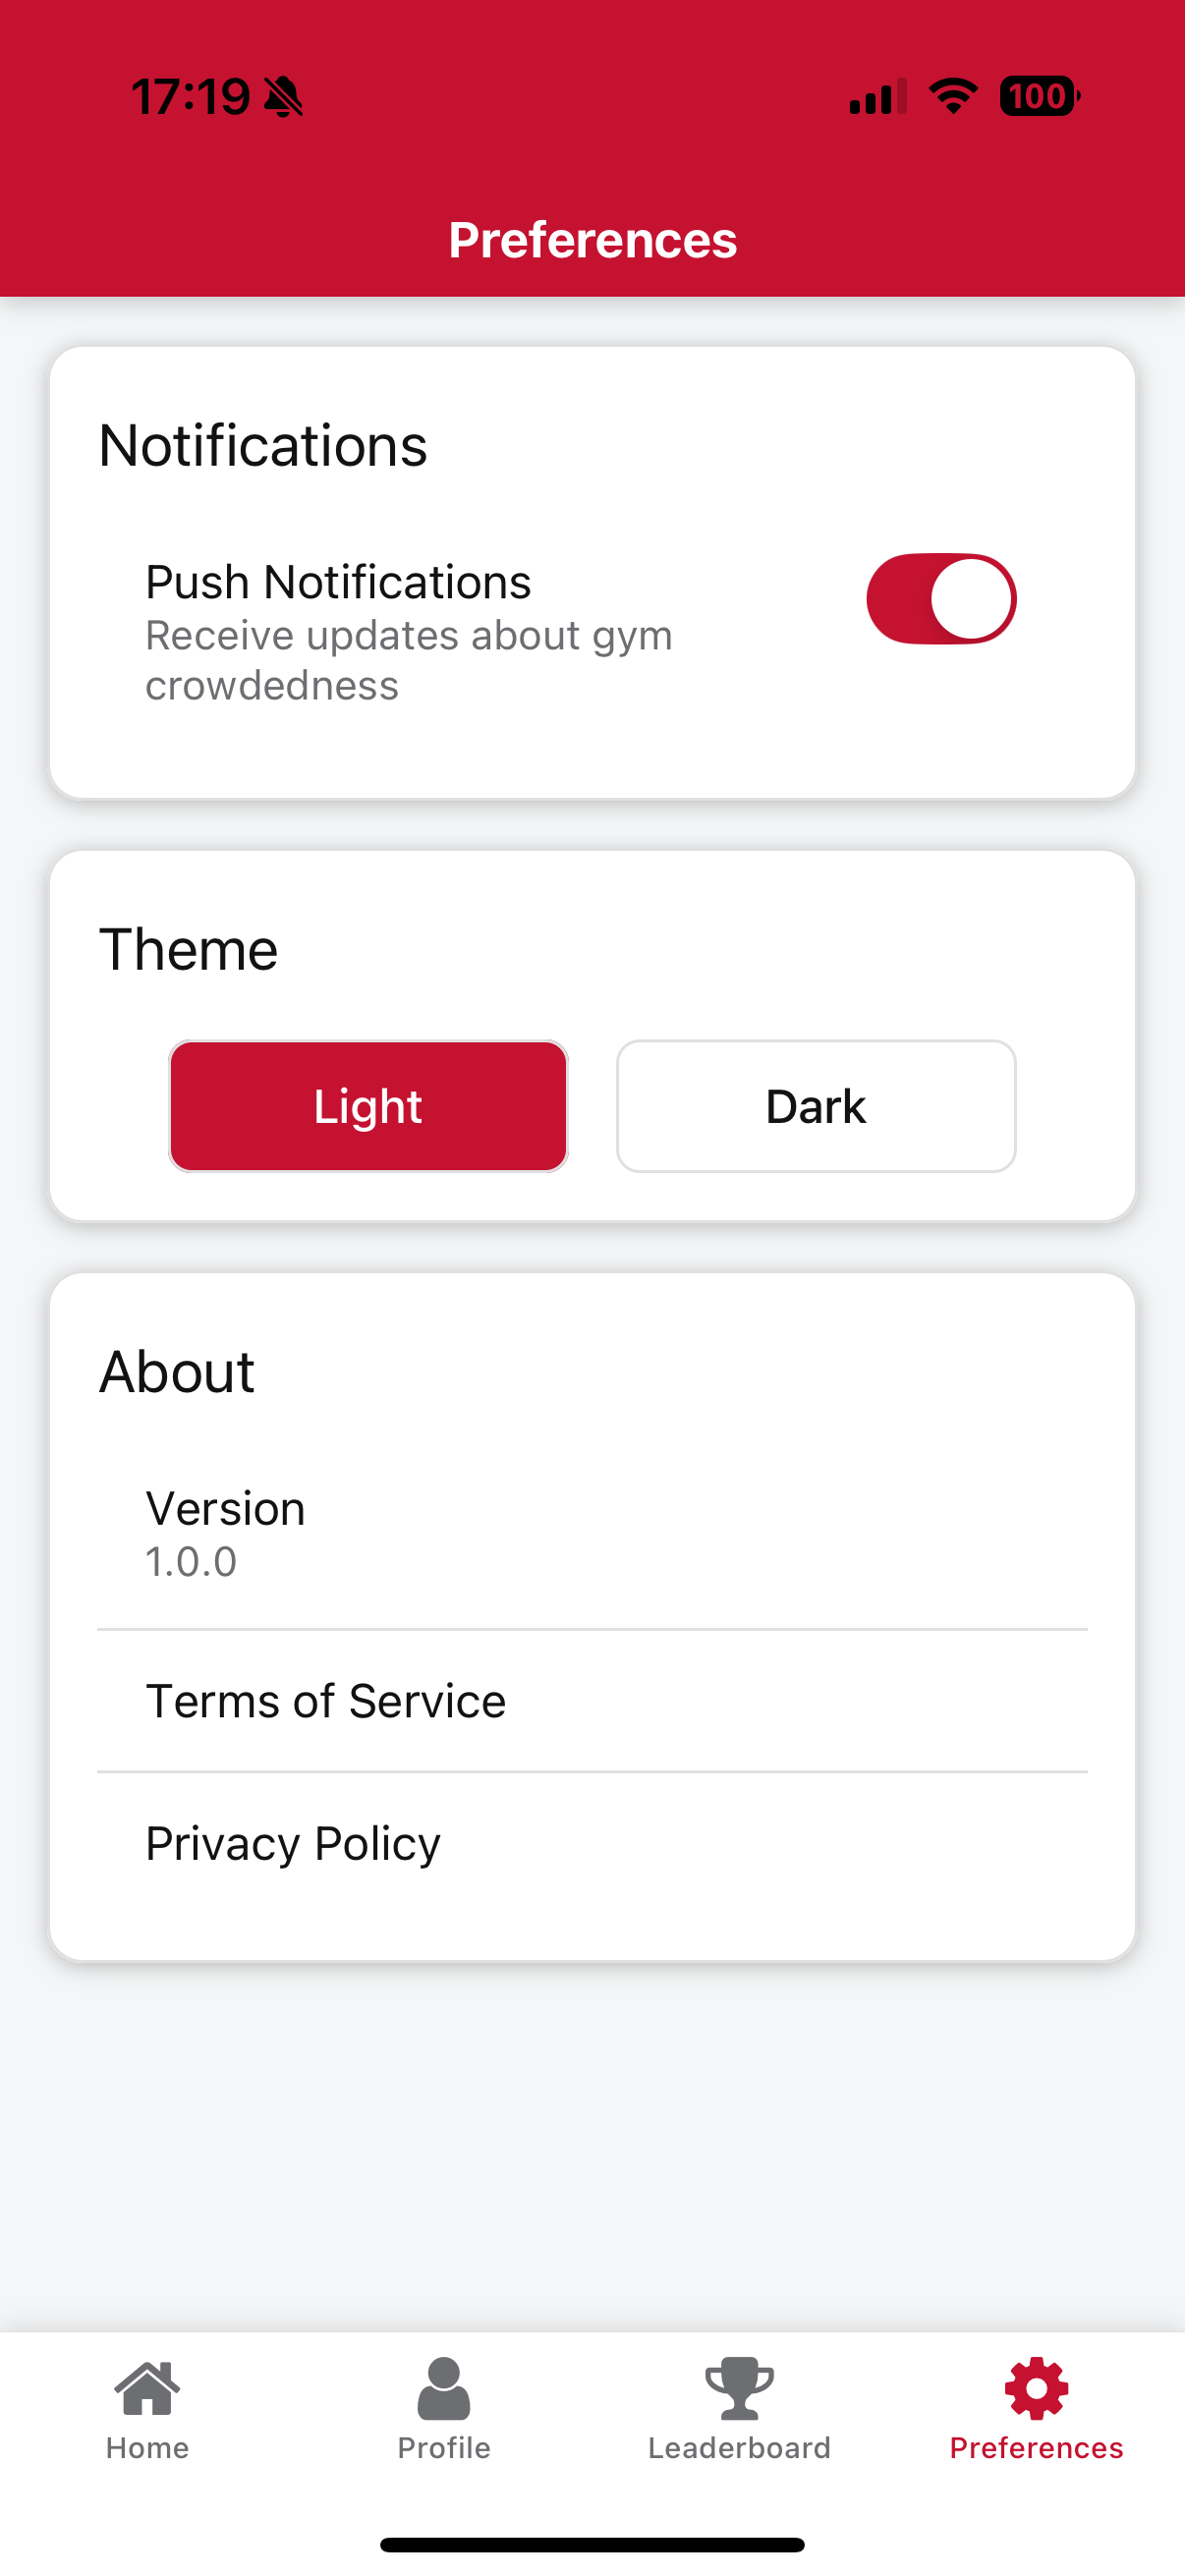 17:19
100
Preferences
Notifications
Push Notifications
Receive updates about gym
crowdedness
Theme
Light
Dark
About
Version
1.0.0
Terms of Service
Privacy Policy
Home
Profile
Leaderboard
Preferences